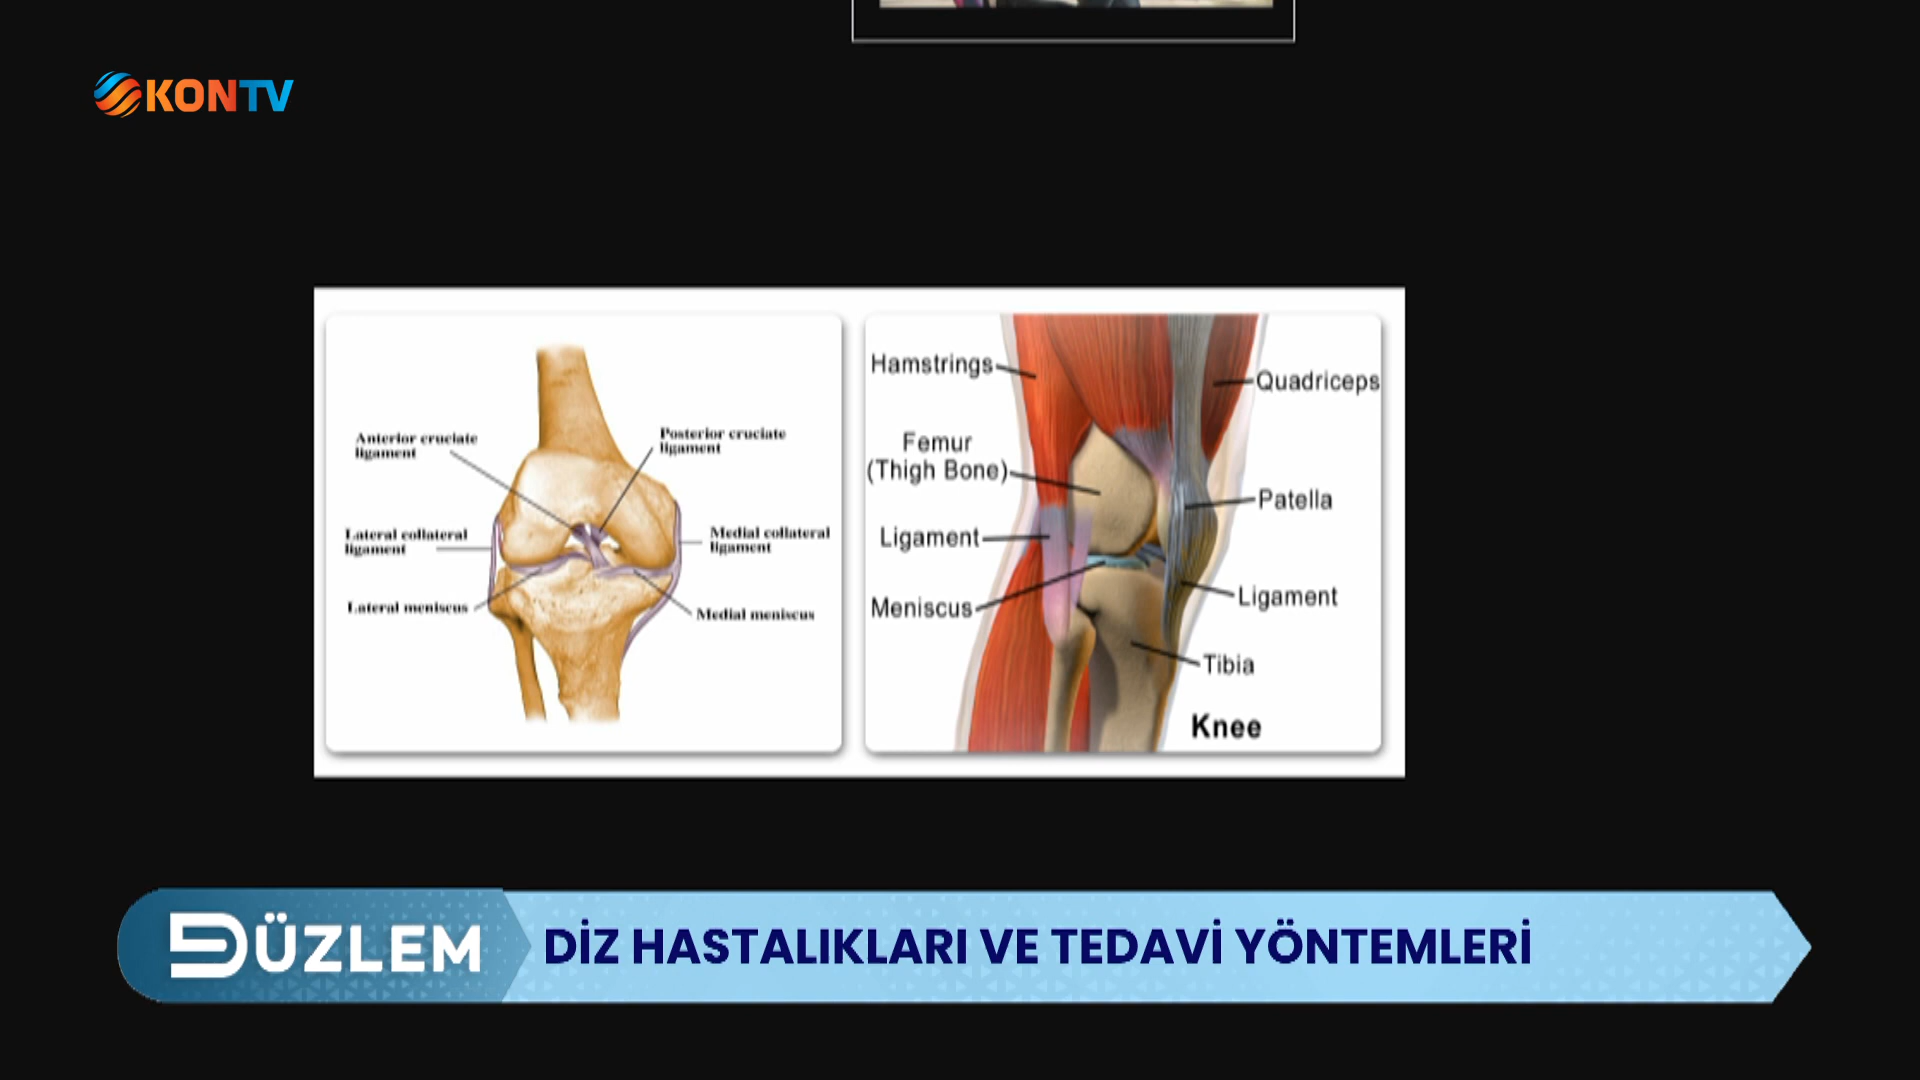 KONTV
Anterior cruciate
ligament
Posterior cruciate
ligament
Lateral collateral
ligament
Medial collateral
ligament
Lateral meniscus
Medial meniscus
Hamstrings
Quadriceps
Femur
(Thigh Bone)
Patella
Ligament
Meniscus
Ligament
Tibia
Knee
DÜZLEM
DİZ HASTALIKLARI VE TEDAVİ YÖNTEMLERİ